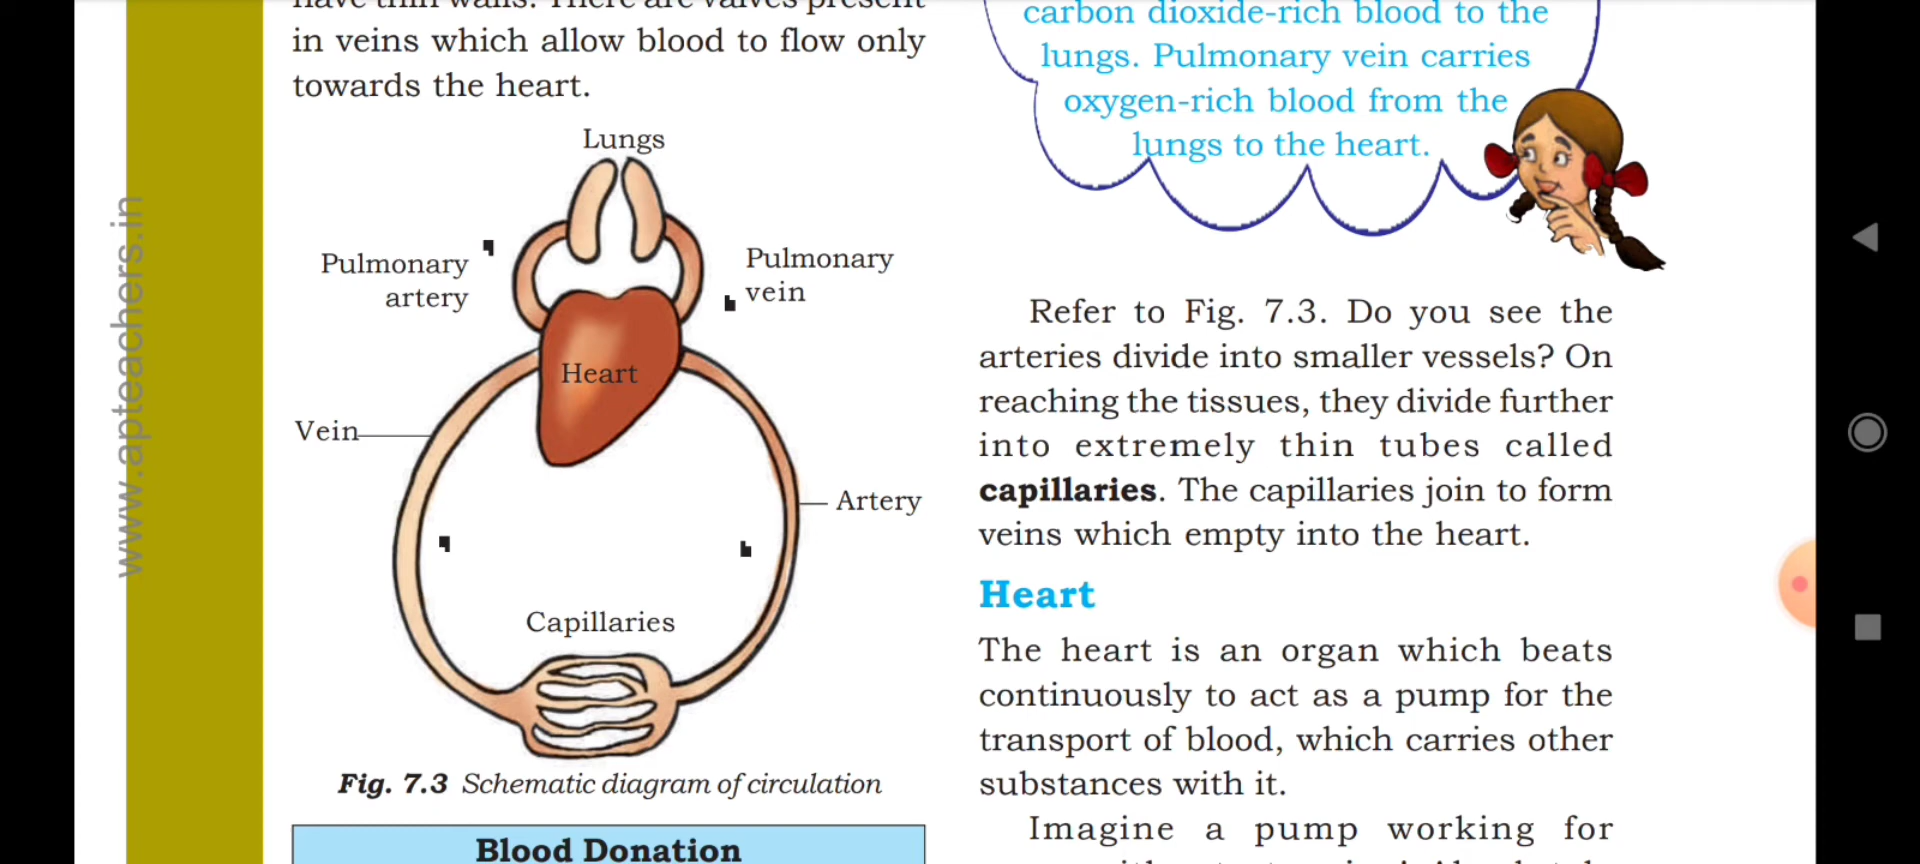 in veins which allow blood to flow only
towards the heart.
Lungs
Pulmonary
artery
Pulmonary
vein
Heart
Vein
Artery
Capillaries
Fig. 7.3 Schematic diagram of circulation
Blood Donation
carbon dioxide-rich blood to the
lungs. Pulmonary vein carries
oxygen-rich blood from the
lungs to the heart.
Refer to Fig. 7.3. Do you see the
arteries divide into smaller vessels? On
reaching the tissues, they divide further
into extremely thin tubes called
capillaries. The capillaries join to form
veins which empty into the heart.
Heart
The heart is an organ which beats
continuously to act as a pump for the
transport of blood, which carries other
substances with it.
Imagine a pump working for
www.apteachers.in